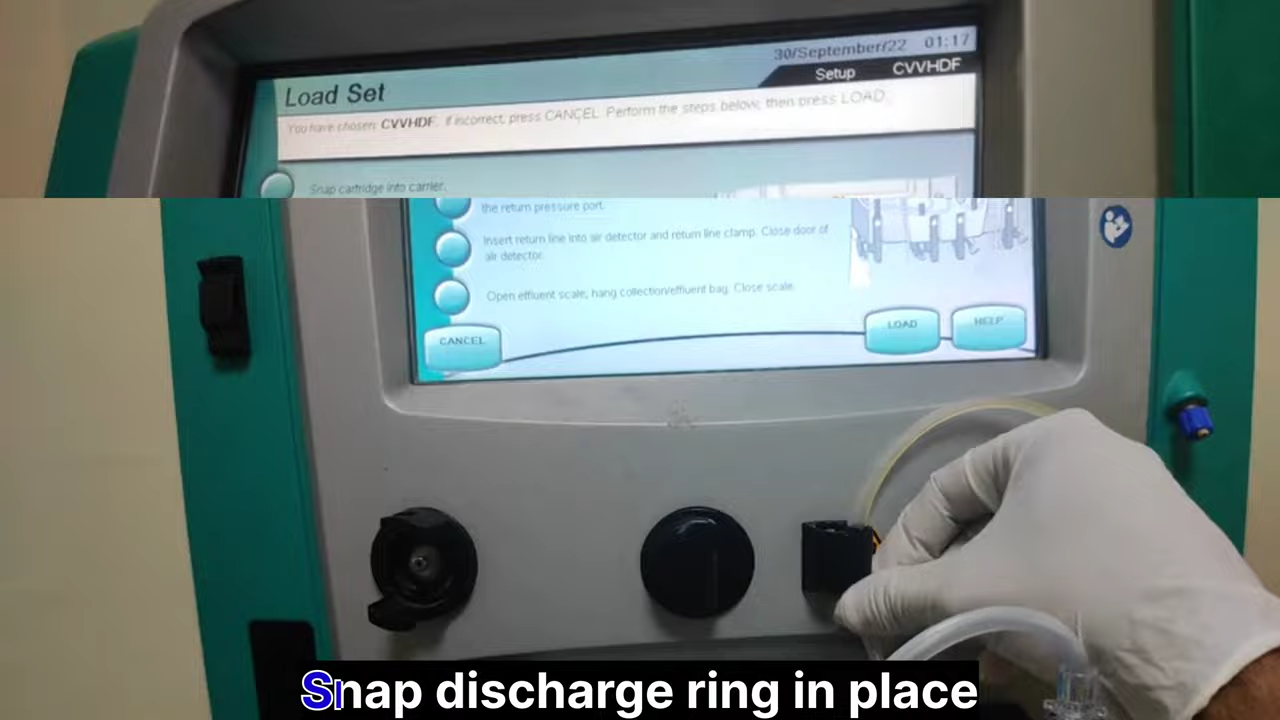 30/September/22 01:17
Setup CVVHDF
Load Set
You have chosen: CVVHDF. If incorrect, press CANCEL. Perform the steps below, then press LOAD.
Snap cartridge into carrier.
the return pressure port.
Insert return line into air detector and return line clamp. Close door of
air detector.
Open effluent scale; hang collection/effluent bag. Close scale.
CANCEL
LOAD
HELP
Snap discharge ring in place